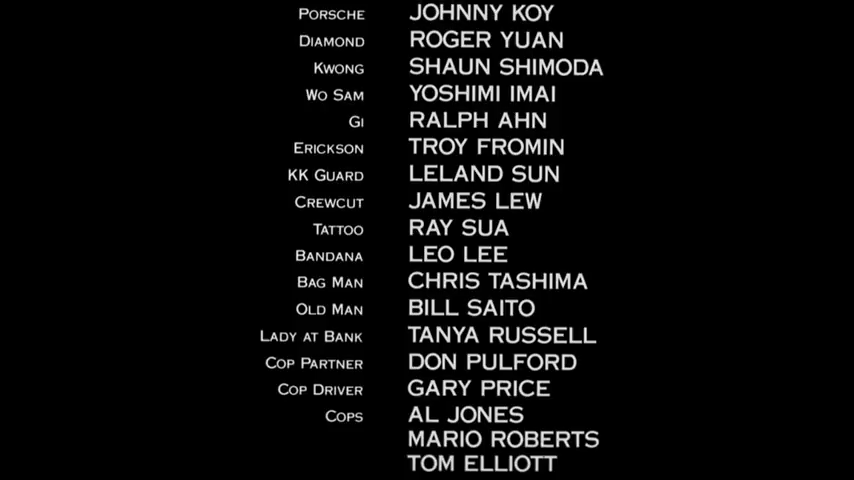 Porsche JOHNNY KOY
Diamond ROGER YUAN
Kwong SHAUN SHIMODA
Wo Sam YOSHIMI IMAI
Gi RALPH AHN
Erickson TROY FROMIN
KK Guard LELAND SUN
Crewcut JAMES LEW
Tattoo RAY SUA
Bandana LEO LEE
Bag Man CHRIS TASHIMA
Old Man BILL SAITO
Lady at Bank TANYA RUSSELL
Cop Partner DON PULFORD
Cop Driver GARY PRICE
Cops AL JONES
MARIO ROBERTS
TOM ELLIOTT